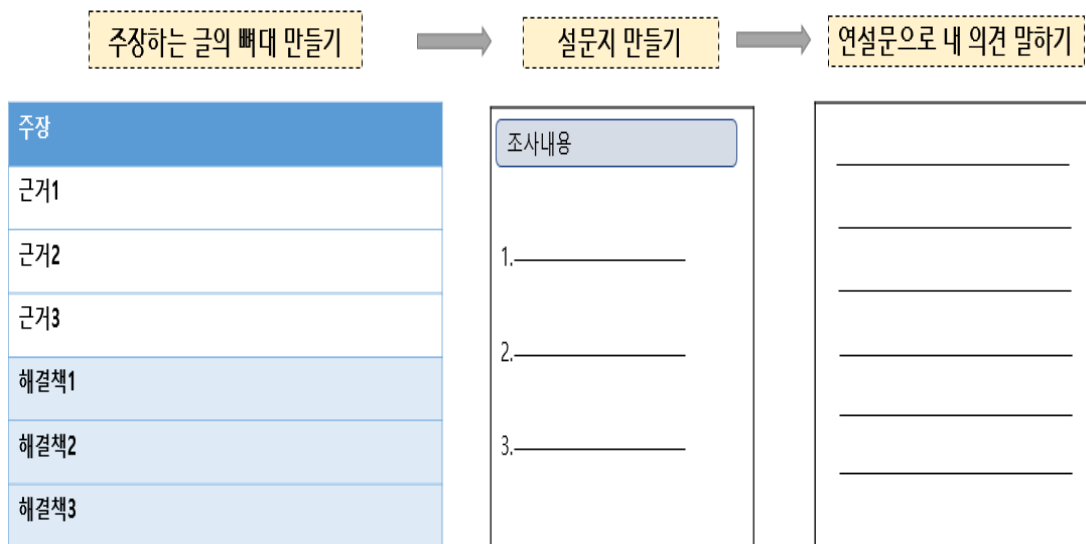 주장하는 글의 뼈대 만들기
설문지 만들기
연설문으로 내 의견 말하기
주장
근거1
근거2
근거3
해결책1
해결책2
해결책3
조사내용
1.
2.
3.